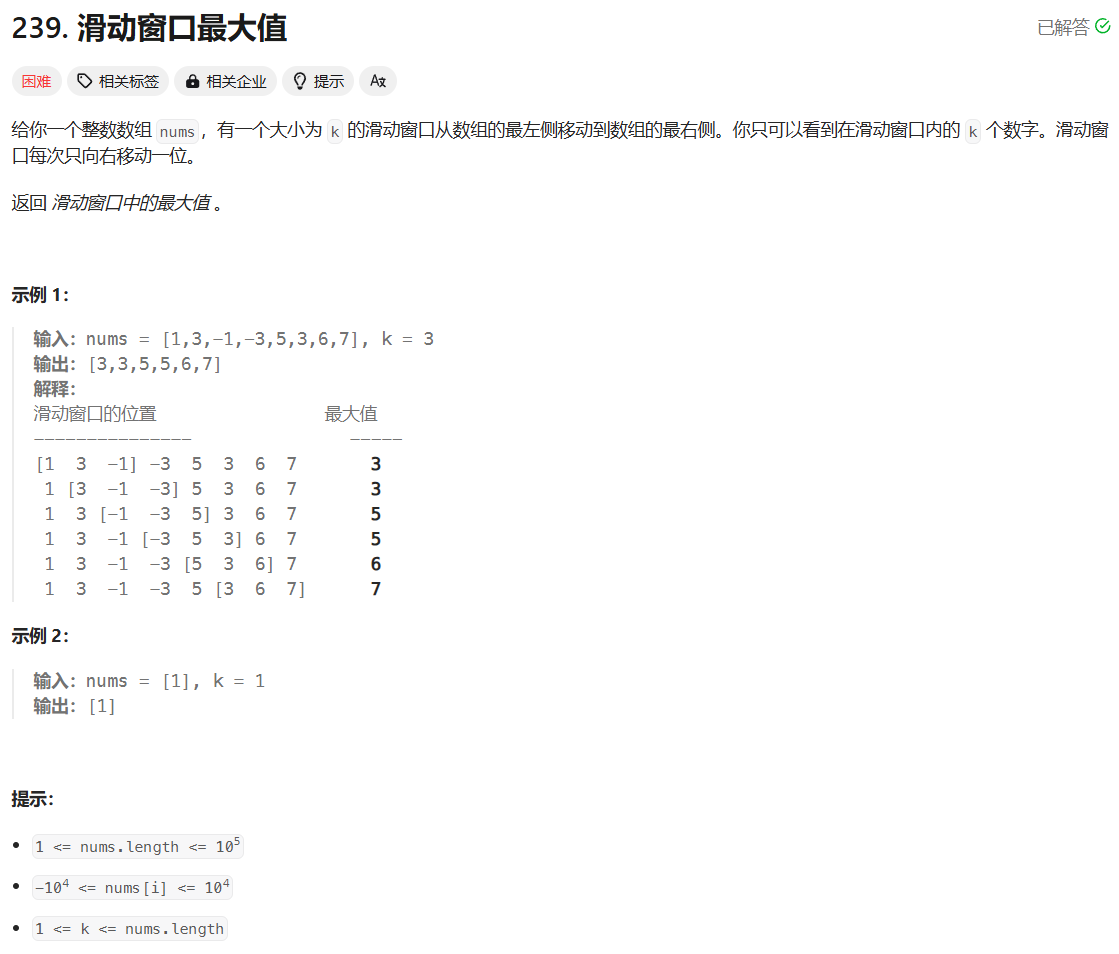 239. 滑动窗口最大值
已解答
困难 相关标签 相关企业 提示 Aあ
给你一个整数数组 nums，有一个大小为 k 的滑动窗口从数组的最左侧移动到数组的最右侧。你只可以看到在滑动窗口内的 k 个数字。滑动窗
口每次只向右移动一位。
返回 滑动窗口中的最大值 。
示例 1：
输入：nums = [1,3,-1,-3,5,3,6,7], k = 3
输出：[3,3,5,5,6,7]
解释：
滑动窗口的位置                最大值
---------------               -----
[1  3  -1] -3  5  3  6  7       3
 1 [3  -1  -3] 5  3  6  7       3
 1  3 [-1  -3  5] 3  6  7       5
 1  3  -1 [-3  5  3] 6  7       5
 1  3  -1  -3 [5  3  6] 7       6
 1  3  -1  -3  5 [3  6  7]      7
示例 2：
输入：nums = [1], k = 1
输出：[1]
提示：
• 1 <= nums.length <= 10⁵
• -10⁴ <= nums[i] <= 10⁴
• 1 <= k <= nums.length